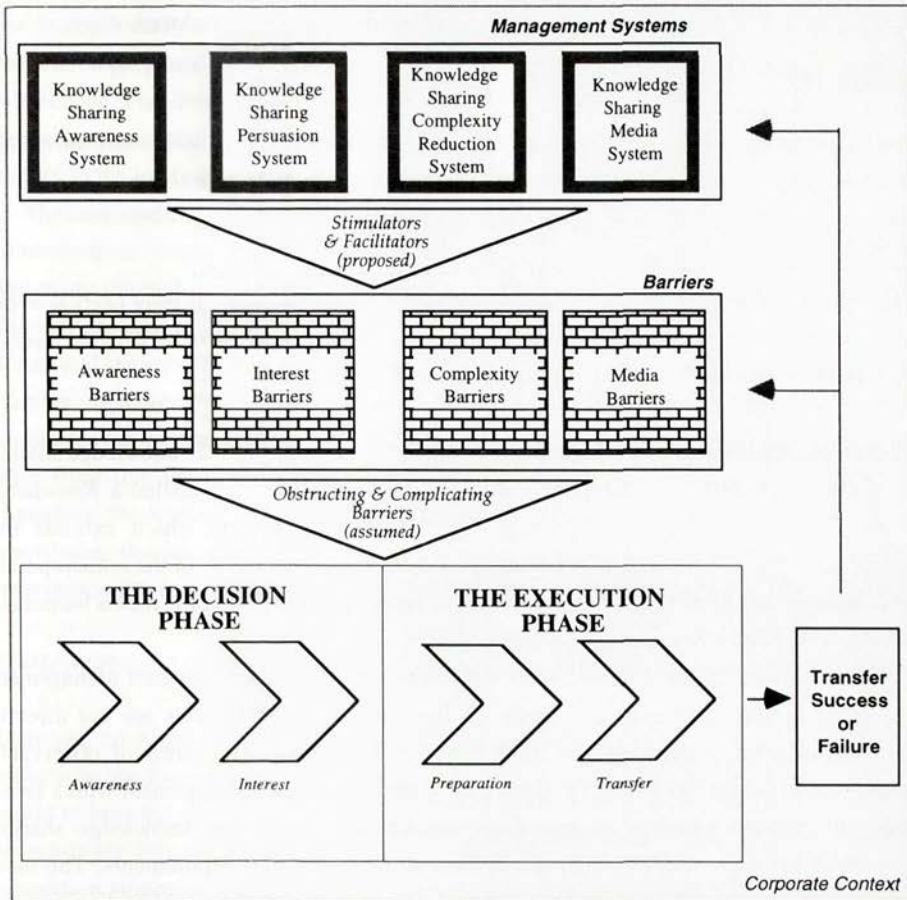 Management Systems
Knowledge
Sharing
Awareness
System
Knowledge
Sharing
Persuasion
System
Knowledge
Sharing
Complexity
Reduction
System
Knowledge
Sharing
Media
System
Stimulators
& Facilitators
(proposed)
Barriers
Awareness
Barriers
Interest
Barriers
Complexity
Barriers
Media
Barriers
Obstructing & Complicating
Barriers
(assumed)
THE DECISION
PHASE
THE EXECUTION
PHASE
Awareness
Interest
Preparation
Transfer
Transfer
Success
or
Failure
Corporate Context